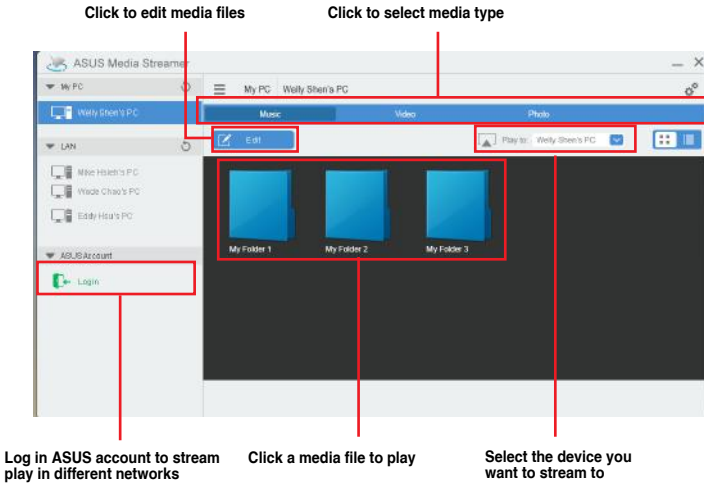 Click to edit media files
Click to select media type
ASUS Media Streamer
My PC
My PC Welly Shen's PC
Welly Shen's PC
Music Video Photo
Edit
Play to: Welly Shen's PC
LAN
Mike Hsieh's PC
Wade Chao's PC
Eddy Hsu's PC
My Folder 1 My Folder 2 My Folder 3
ASUS Account
Login
Log in ASUS account to stream
play in different networks
Click a media file to play
Select the device you
want to stream to